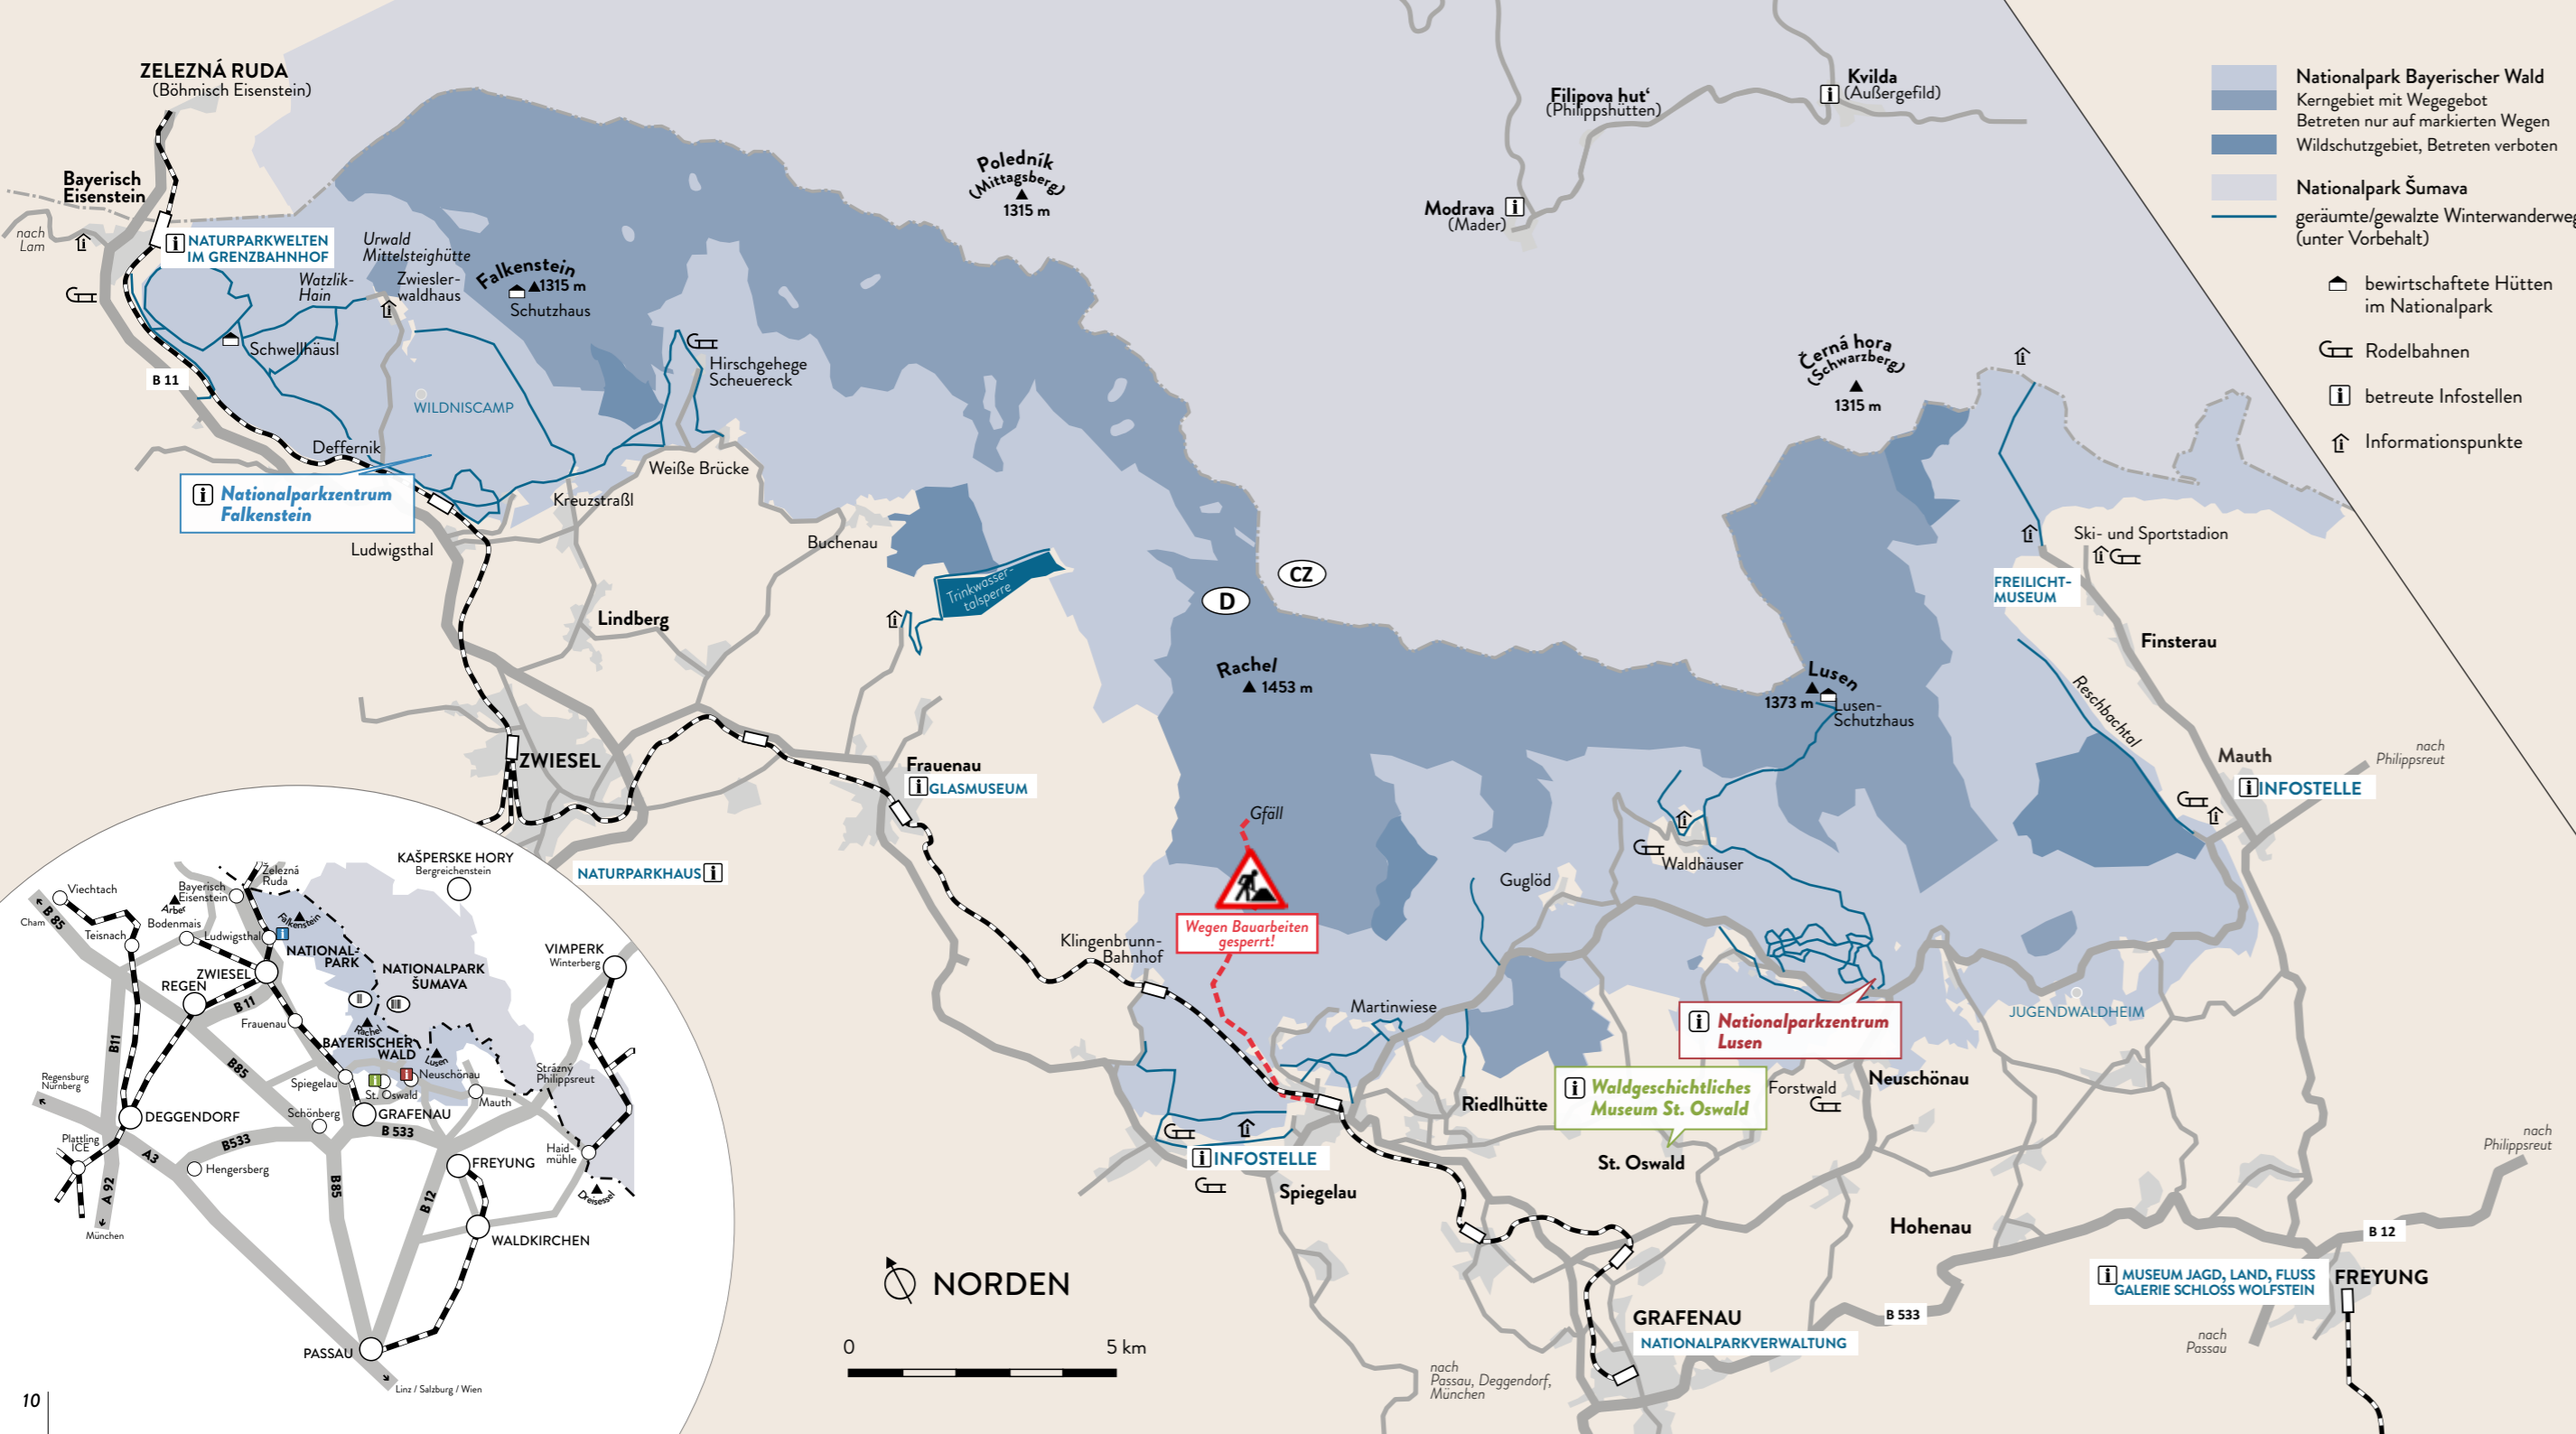 ZELEZNÁ RUDA
(Böhmisch Eisenstein)
Bayerisch
Eisenstein
nach
Lam
NATURPARKWELTEN
IM GRENZBAHNHOF
Urwald
Mittelsteighütte
Watzlik-
Hain
Zwiesler-
waldhaus
Falkenstein
1315 m
Schutzhaus
Schwellhäusl
B 11
WILDNISCAMP
Hirschgehege
Scheuereck
Deffernik
Nationalparkzentrum
Falkenstein
Ludwigsthal
Kreuzstraßl
Weiße Brücke
Buchenau
Trinkwasser-
talsperre
Lindberg
ZWIESEL
Frauenau
GLASMUSEUM
NATURPARKHAUS
Poledník
(Mittagsberg)
1315 m
Filipova hut‘
(Philippshütten)
Kvilda
(Außergefild)
Modrava
(Mader)
Černá hora
(Schwarzberg)
1315 m
CZ
D
Rachel
1453 m
Lusen
1373 m
Lusen-
Schutzhaus
Gfäll
Wegen Bauarbeiten
gesperrt!
Klingenbrunn-
Bahnhof
Martinwiese
Guglöd
Waldhäuser
Ski- und Sportstadion
FREILICHT-
MUSEUM
Finsterau
Reschbachtal
Mauth
INFOSTELLE
nach
Philippsreut
JUGENDWALDHEIM
Nationalparkzentrum
Lusen
Neuschönau
Waldgeschichtliches
Museum St. Oswald
Forstwald
Riedlhütte
St. Oswald
INFOSTELLE
Spiegelau
Hohenau
nach
Philippsreut
B 12
MUSEUM JAGD, LAND, FLUSS
GALERIE SCHLOSS WOLFSTEIN
FREYUNG
nach
Passau
B 533
GRAFENAU
NATIONALPARKVERWALTUNG
nach
Passau, Deggendorf,
München
NORDEN
0
5 km
Nationalpark Bayerischer Wald
Kerngebiet mit Wegegebot
Betreten nur auf markierten Wegen
Wildschutzgebiet, Betreten verboten
Nationalpark Šumava
geräumte/gewalzte Winterwanderweg
(unter Vorbehalt)
bewirtschaftete Hütten
im Nationalpark
Rodelbahnen
betreute Infostellen
Informationspunkte
KAŠPERSKE HORY
Bergreichenstein
Železná
Ruda
Bayerisch
Eisenstein
Viechtach
B 85
Cham
Arber
Bodenmais
Teisnach
Ludwigsthal
Falkenstein
NATIONAL-
PARK
NATIONALPARK
ŠUMAVA
VIMPERK
Winterberg
ZWIESEL
REGEN
B 11
Frauenau
II
III
Rachel
BAYERISCHER
WALD
Lusen
B11
B85
Spiegelau
Neuschönau
St. Oswald
Mauth
Strážný
Philippsreut
Regensburg
Nürnberg
DEGGENDORF
Schönberg
GRAFENAU
B 533
B533
Plattling
ICE
A3
Hengersberg
FREYUNG
Haid-
mühle
Dreisessel
A 92
B85
B 12
München
WALDKIRCHEN
PASSAU
Linz / Salzburg / Wien
10